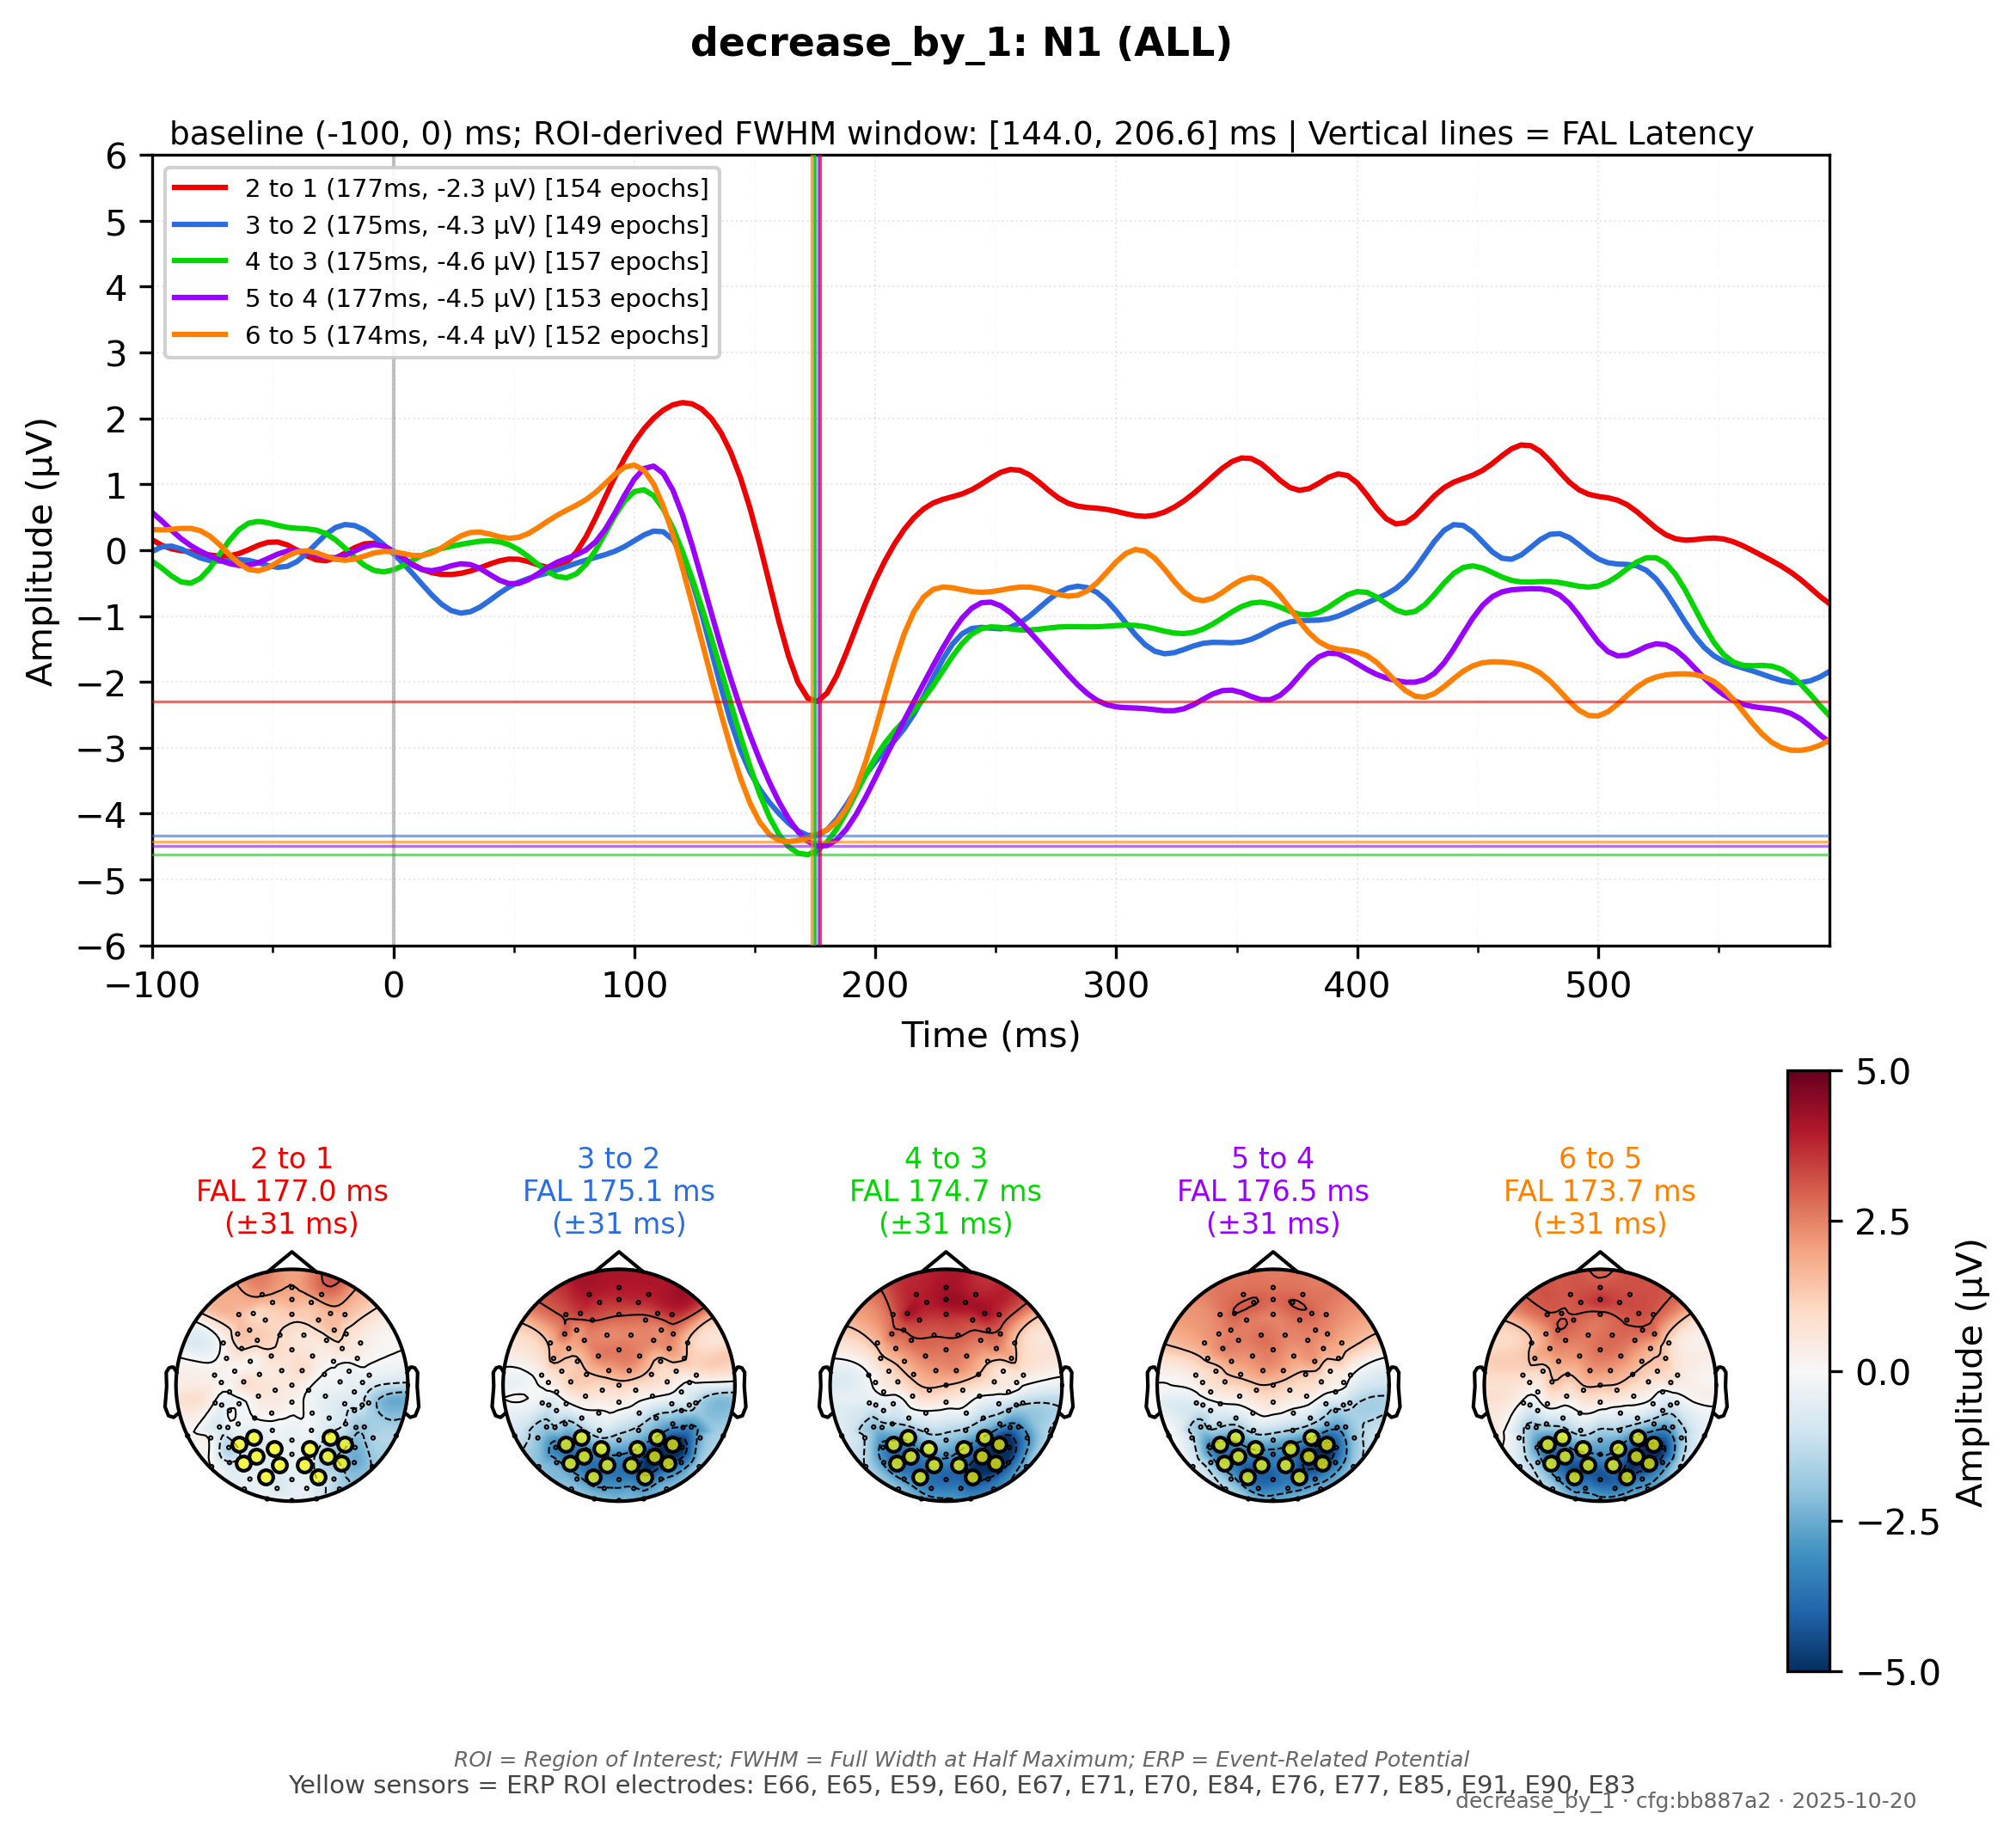 decrease_by_1: N1 (ALL)
baseline (-100, 0) ms; ROI-derived FWHM window: [144.0, 206.6] ms | Vertical lines = FAL Latency
2 to 1 (177ms, -2.3 µV) [154 epochs]
3 to 2 (175ms, -4.3 µV) [149 epochs]
4 to 3 (175ms, -4.6 µV) [157 epochs]
5 to 4 (177ms, -4.5 µV) [153 epochs]
6 to 5 (174ms, -4.4 µV) [152 epochs]
Amplitude (µV)
6
5
4
3
2
1
0
−1
−2
−3
−4
−5
−6
−100 0 100 200 300 400 500
Time (ms)
2 to 1
FAL 177.0 ms
(±31 ms)
3 to 2
FAL 175.1 ms
(±31 ms)
4 to 3
FAL 174.7 ms
(±31 ms)
5 to 4
FAL 176.5 ms
(±31 ms)
6 to 5
FAL 173.7 ms
(±31 ms)
5.0
2.5
0.0
−2.5
−5.0
Amplitude (µV)
ROI = Region of Interest; FWHM = Full Width at Half Maximum; ERP = Event-Related Potential
Yellow sensors = ERP ROI electrodes: E66, E65, E59, E60, E67, E71, E70, E84, E76, E77, E85, E91, E90, E83
decrease_by_1 · cfg:bb887a2 · 2025-10-20